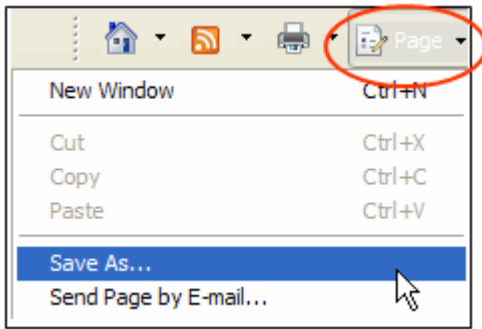 Page
New Window Ctrl+N
Cut Ctrl+X
Copy Ctrl+C
Paste Ctrl+V
Save As...
Send Page by E-mail...